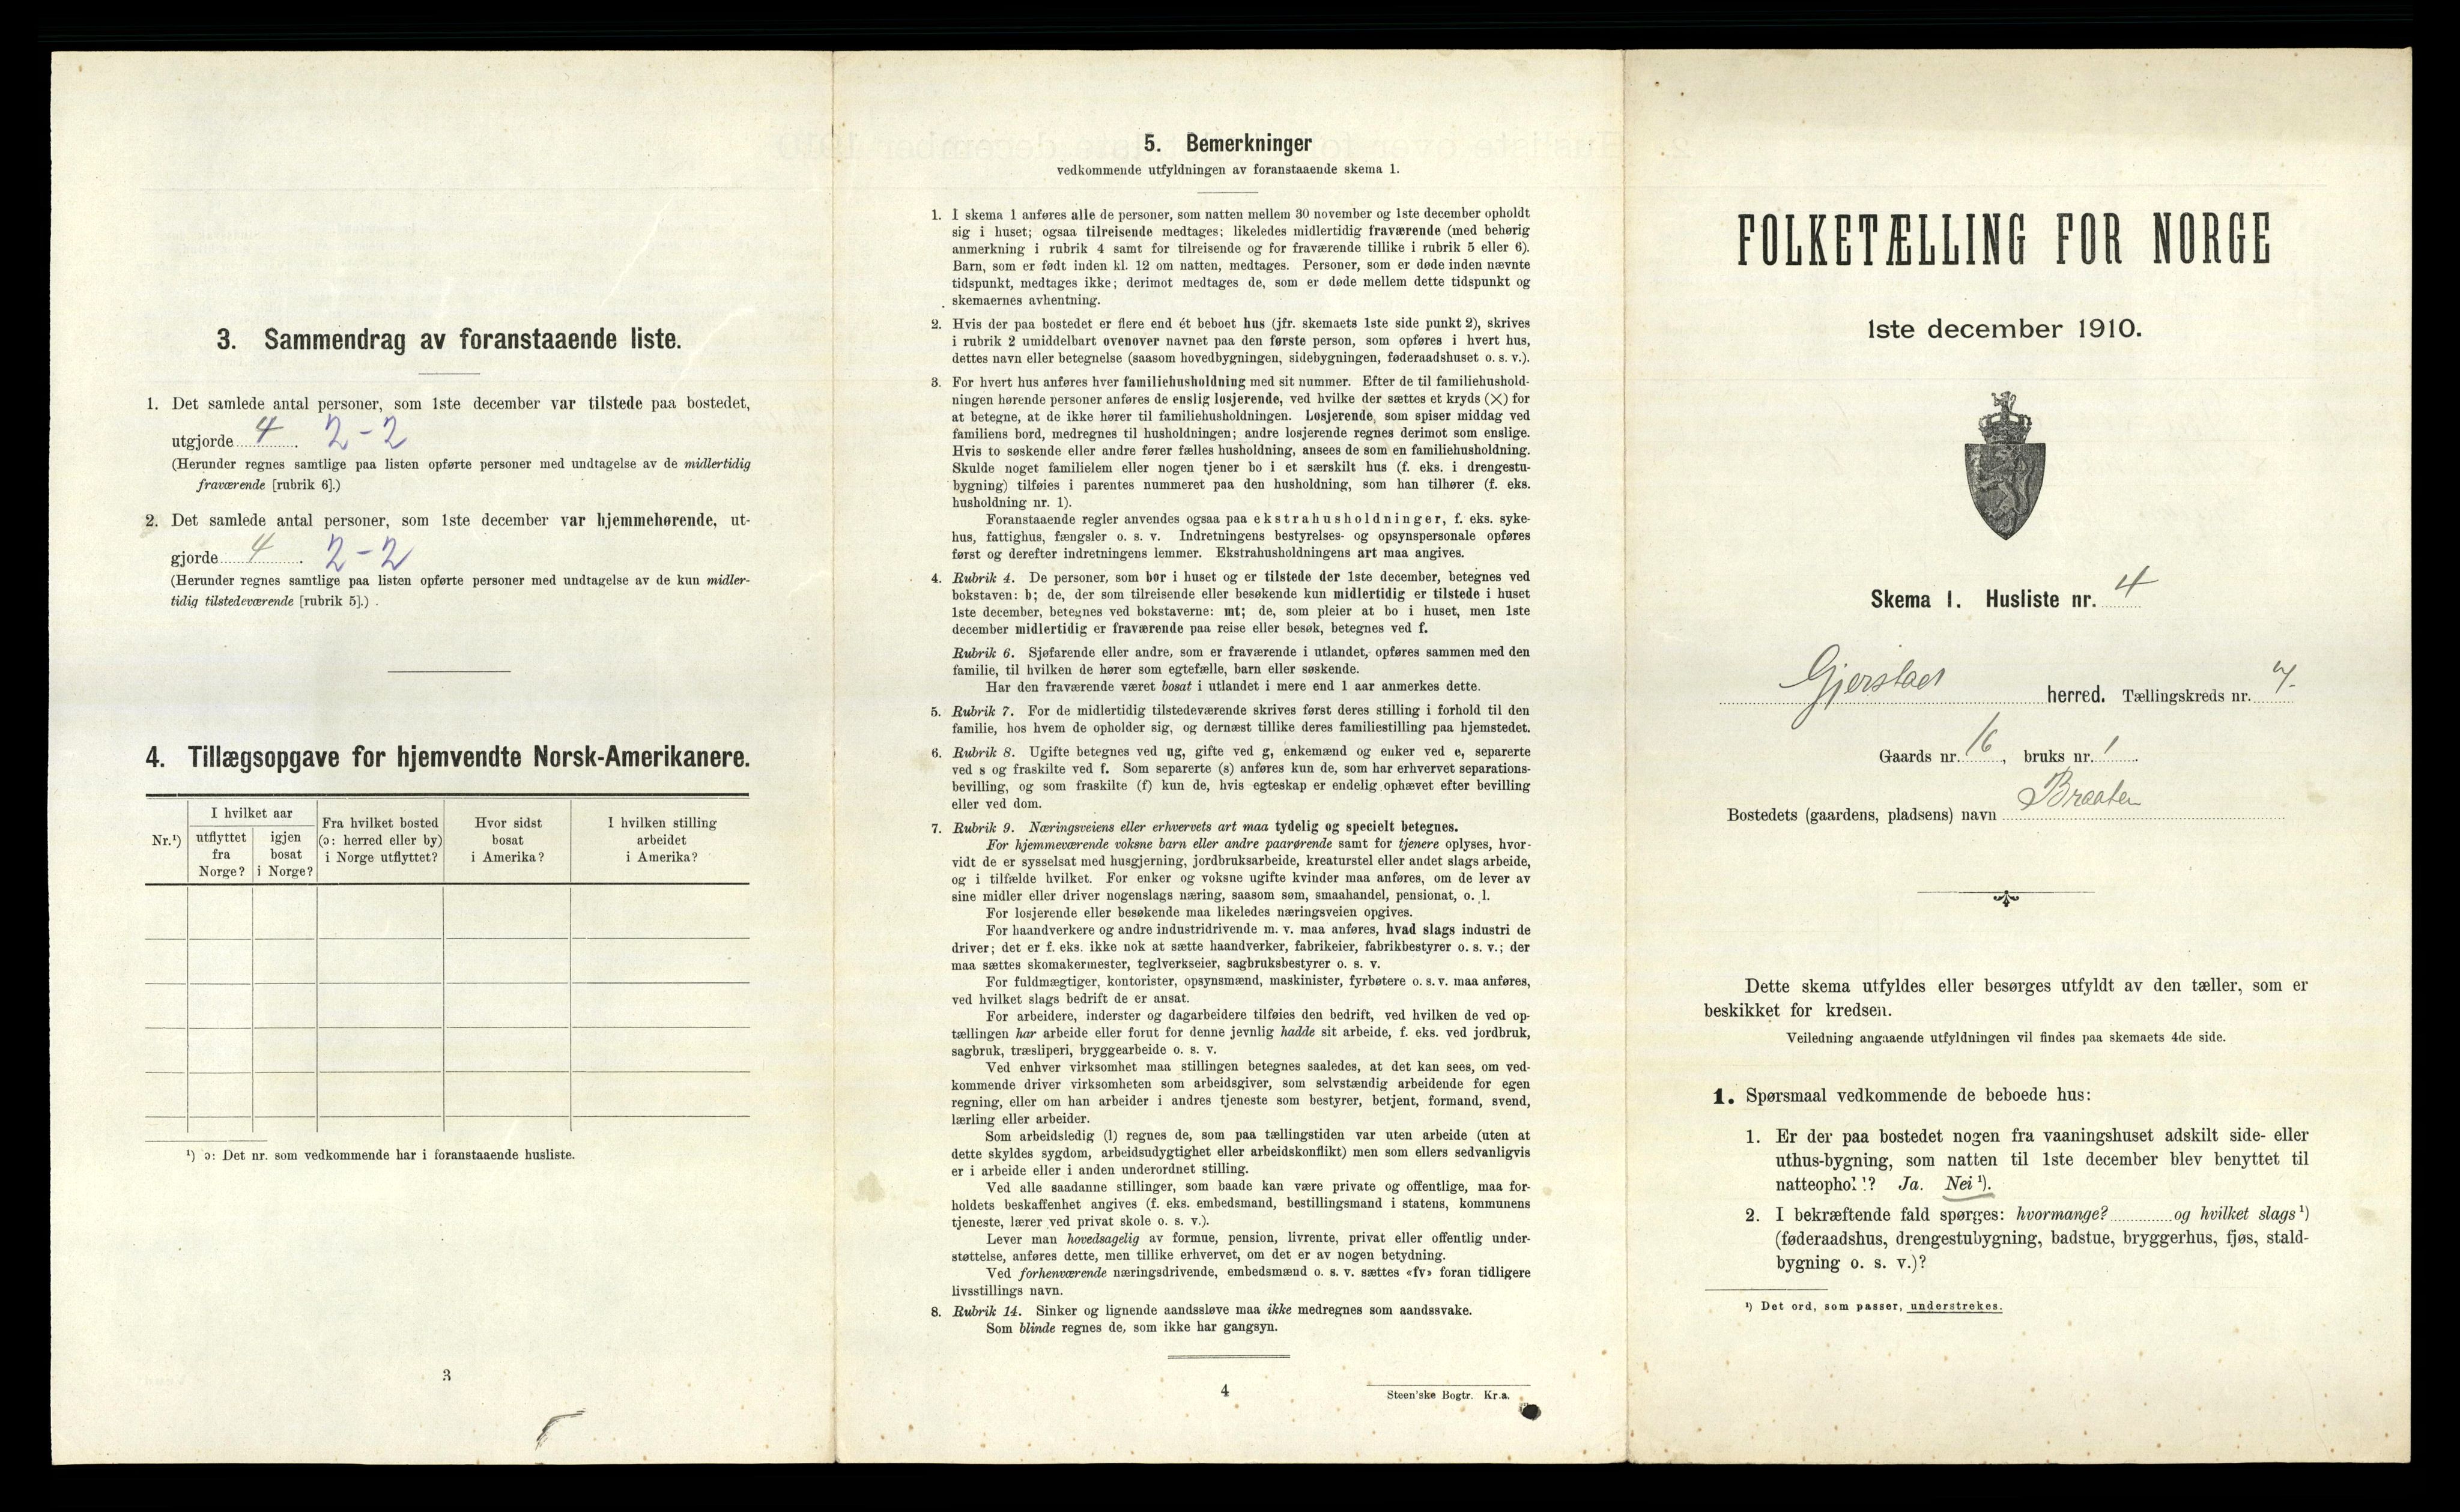 3. Sammendrag av foranstaaende liste.
1. Det samlede antal personer, som 1ste december var tilstede paa bostedet,
utgjorde 4. 2-2
(Herunder regnes samtlige paa listen opførte personer med undtagelse av de midlertidig
fraværende [rubrik 6].)
2. Det samlede antal personer, som 1ste december var hjemmehørende, ut-
gjorde 4. 2-2
(Herunder regnes samtlige paa listen opførte personer med undtagelse av de kun midler-
tidig tilstedeværende [rubrik 5].) .
4. Tillægsopgave for hjemvendte Norsk-Amerikanere.
Nr.¹)
I hvilket aar
utflyttet
fra
Norge?
igjen
bosat
i Norge?
Fra hvilket bosted
(ɔ: herred eller by)
i Norge utflyttet?
Hvor sidst
bosat
i Amerika?
I hvilken stilling
arbeidet
i Amerika?
¹) ɔ: Det nr. som vedkommende har i foranstaaende husliste.
3
5. Bemerkninger
vedkommende utfyldningen av foranstaaende skema 1.
1. I skema 1 anføres alle de personer, som natten mellem 30 november og 1ste december opholdt
sig i huset; ogsaa tilreisende medtages; likeledes midlertidig fraværende (med behørig
anmerkning i rubrik 4 samt for tilreisende og for fraværende tillike i rubrik 5 eller 6).
Barn, som er født inden kl. 12 om natten, medtages. Personer, som er døde inden nævnte
tidspunkt, medtages ikke; derimot medtages de, som er døde mellem dette tidspunkt og
skemaernes avhentning.
2. Hvis der paa bostedet er flere end ét beboet hus (jfr. skemaets 1ste side punkt 2), skrives
i rubrik 2 umiddelbart ovenover navnet paa den første person, som opføres i hvert hus,
dettes navn eller betegnelse (saasom hovedbygningen, sidebygningen, føderaadshuset o. s. v.).
3. For hvert hus anføres hver familiehusholdning med sit nummer. Efter de til familiehushold-
ningen hørende personer anføres de enslig losjerende, ved hvilke der sættes et kryds (×) for
at betegne, at de ikke hører til familiehusholdningen. Losjerende, som spiser middag ved
familiens bord, medregnes til husholdningen; andre losjerende regnes derimot som enslige.
Hvis to søskende eller andre fører fælles husholdning, ansees de som en familiehusholdning.
Skulde noget familielem eller nogen tjener bo i et særskilt hus (f. eks. i drengestu-
bygning) tilføies i parentes nummeret paa den husholdning, som han tilhører (f. eks.
husholdning nr. 1).
Foranstaaende regler anvendes ogsaa paa ekstrahusholdninger, f. eks. syke-
hus, fattighus, fængsler o. s. v. Indretningens bestyrelses- og opsynspersonale opføres
først og derefter indretningens lemmer. Ekstrahusholdningens art maa angives.
4. Rubrik 4. De personer, som bor i huset og er tilstede der 1ste december, betegnes ved
bokstaven: b; de, der som tilreisende eller besøkende kun midlertidig er tilstede i huset
1ste december, betegnes ved bokstaverne: mt; de, som pleier at bo i huset, men 1ste
december midlertidig er fraværende paa reise eller besøk, betegnes ved f.
Rubrik 6. Sjøfarende eller andre, som er fraværende i utlandet, opføres sammen med den
familie, til hvilken de hører som egtefælle, barn eller søskende.
Har den fraværende været bosat i utlandet i mere end 1 aar anmerkes dette.
5. Rubrik 7. For de midlertidig tilstedeværende skrives først deres stilling i forhold til den
familie, hos hvem de opholder sig, og dernæst tillike deres familiestilling paa hjemstedet.
6. Rubrik 8. Ugifte betegnes ved ug, gifte ved g, enkemænd og enker ved e, separerte
ved s og fraskilte ved f. Som separerte (s) anføres kun de, som har erhvervet separations-
bevilling, og som fraskilte (f) kun de, hvis egteskap er endelig ophævet efter bevilling
eller ved dom.
7. Rubrik 9. Næringsveiens eller erhvervets art maa tydelig og specielt betegnes.
For hjemmeværende voksne barn eller andre paarørende samt for tjenere oplyses, hvor-
vidt de er sysselsat med husgjerning, jordbruksarbeide, kreaturstel eller andet slags arbeide,
og i tilfælde hvilket. For enker og voksne ugifte kvinder maa anføres, om de lever av
sine midler eller driver nogenslags næring, saasom søm, smaahandel, pensionat, o. l.
For losjerende eller besøkende maa likeledes næringsveien opgives.
For haandverkere og andre industridrivende m. v. maa anføres, hvad slags industri de
driver; det er f. eks. ikke nok at sætte haandverker, fabrikeier, fabrikbestyrer o. s. v.; der
maa sættes skomakermester, teglverkseier, sagbruksbestyrer o. s. v.
For fuldmægtiger, kontorister, opsynsmænd, maskinister, fyrbøtere o. s. v. maa anføres,
ved hvilket slags bedrift de er ansat.
For arbeidere, inderster og dagarbeidere tilføies den bedrift, ved hvilken de ved op-
tællingen har arbeide eller forut for denne jevnlig hadde sit arbeide, f. eks. ved jordbruk,
sagbruk, træsliperi, bryggearbeide o. s. v.
Ved enhver virksomhet maa stillingen betegnes saaledes, at det kan sees, om ved-
kommende driver virksomheten som arbeidsgiver, som selvstændig arbeidende for egen
regning, eller om han arbeider i andres tjeneste som bestyrer, betjent, formand, svend,
lærling eller arbeider.
Som arbeidsledig (l) regnes de, som paa tællingstiden var uten arbeide (uten at
dette skyldes sygdom, arbeidsudygtighet eller arbeidskonflikt) men som ellers sedvanligvis
er i arbeide eller i anden underordnet stilling.
Ved alle saadanne stillinger, som baade kan være private og offentlige, maa for-
holdets beskaffenhet angives (f. eks. embedsmand, bestillingsmand i statens, kommunens
tjeneste, lærer ved privat skole o. s. v.).
Lever man hovedsagelig av formue, pension, livrente, privat eller offentlig under-
støttelse, anføres dette, men tillike erhvervet, om det er av nogen betydning.
Ved forhenværende næringsdrivende, embedsmænd o. s. v. sættes «fv» foran tidligere
livsstillings navn.
8. Rubrik 14. Sinker og lignende aandssløve maa ikke medregnes som aandssvake.
Som blinde regnes de, som ikke har gangsyn.
4
Steen'ske Bogtr. Kr.a.
FOLKETÆLLING FOR NORGE
1ste december 1910.
Skema 1. Husliste nr. 4
Gjerstad herred. Tællingskreds nr. 7.
Gaards nr. 16, bruks nr. 1.
Bostedets (gaardens, pladsens) navn Braaten
Dette skema utfyldes eller besørges utfyldt av den tæller, som er
beskikket for kredsen.
Veiledning angaaende utfyldningen vil findes paa skemaets 4de side.
1. Spørsmaal vedkommende de beboede hus:
1. Er der paa bostedet nogen fra vaaningshuset adskilt side- eller
uthus-bygning, som natten til 1ste december blev benyttet til
natteophold? Ja. Nei ¹).
2. I bekræftende fald spørges: hvormange? og hvilket slags ¹)
(føderaadshus, drengestubygning, badstue, bryggerhus, fjøs, stald-
bygning o. s. v.)?
¹) Det ord, som passer, understrekes.